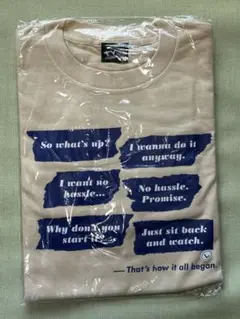 So what's up?
I wanna do it
anyway.
I want no
hassle...
No hassle.
Promise.
Why don't you
start it?
Just sit back
and watch.
— That's how it all began